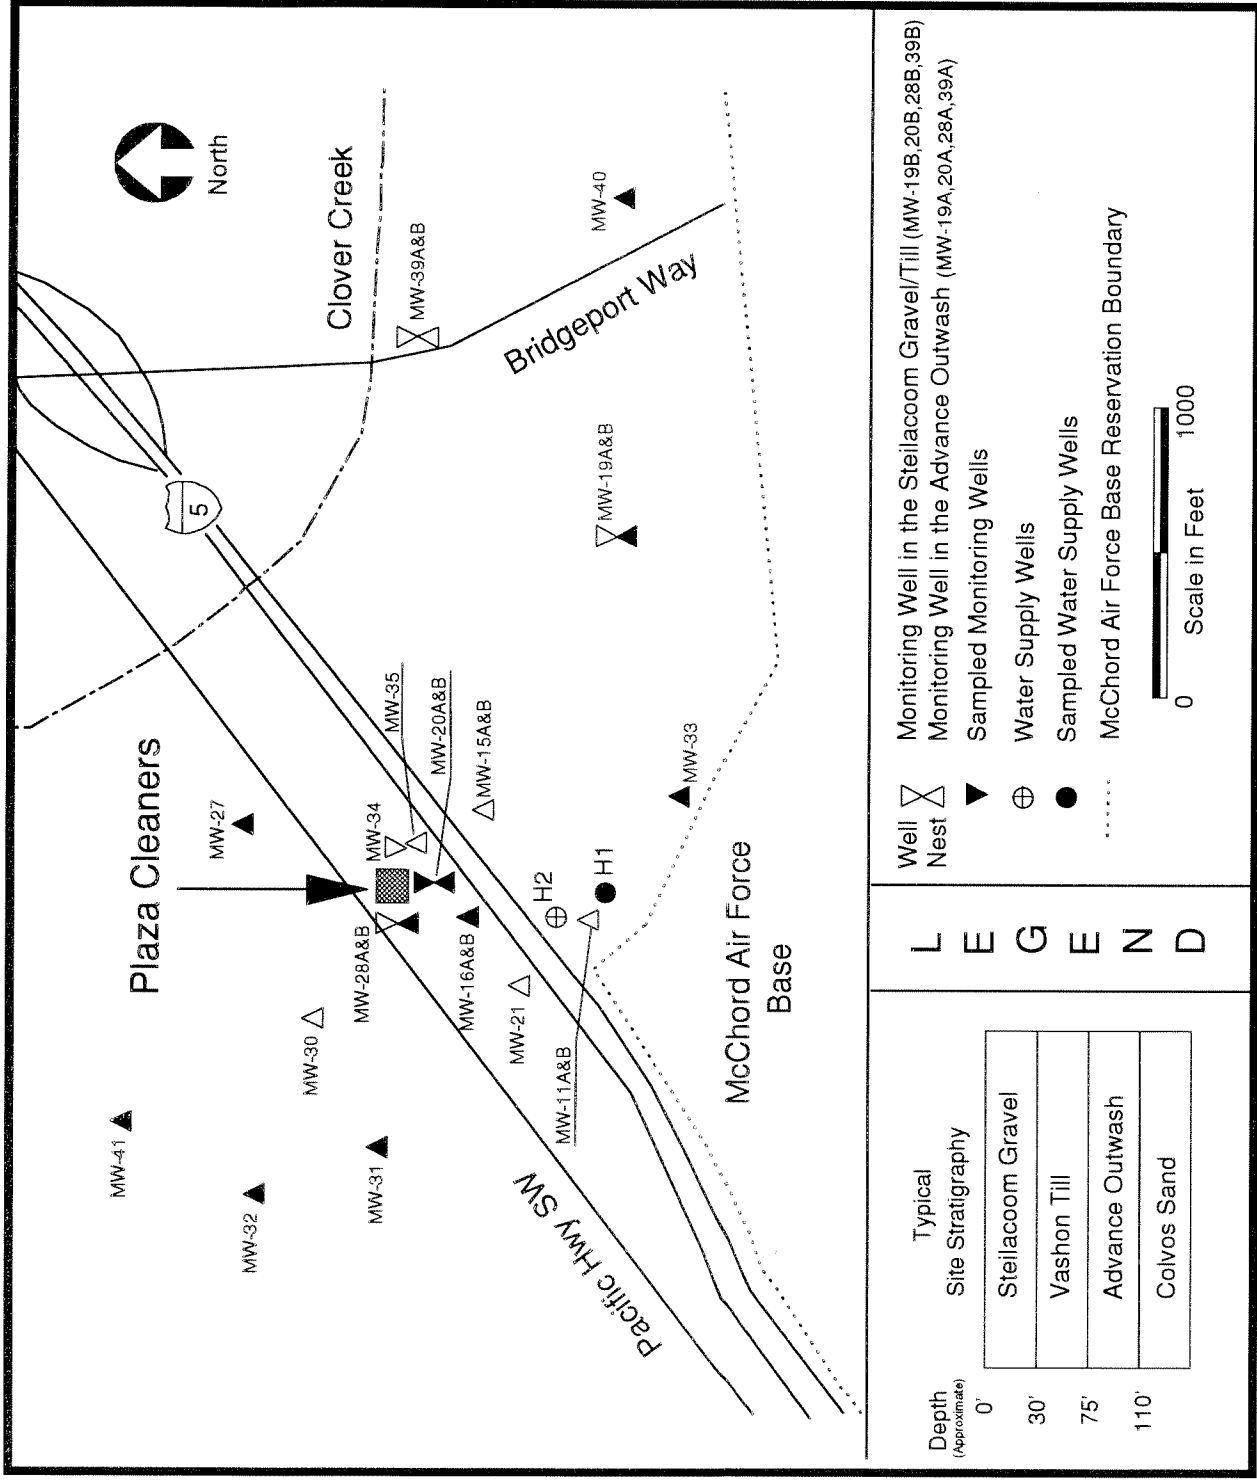 North
Clover Creek
Plaza Cleaners
MW-41
MW-27
MW-32
MW-30
5
MW-34
MW-35
MW-39A&B
MW-28A&B
MW-31
MW-20A&B
MW-16A&B
MW-15A&B
MW-21
H2
MW-19A&B
MW-40
Bridgeport Way
MW-11A&B
H1
Pacific Hwy SW
MW-33
McChord Air Force
Base
Depth
(Approximate)
Typical
Site Stratigraphy
0'
Steilacoom Gravel
30'
Vashon Till
75'
Advance Outwash
110'
Colvos Sand
L
E
G
E
N
D
Well
Nest
Monitoring Well in the Steilacoom Gravel/Till (MW-19B,20B,28B,39B)
Monitoring Well in the Advance Outwash (MW-19A,20A,28A,39A)
Sampled Monitoring Wells
Water Supply Wells
Sampled Water Supply Wells
McChord Air Force Base Reservation Boundary
0
1000
Scale in Feet